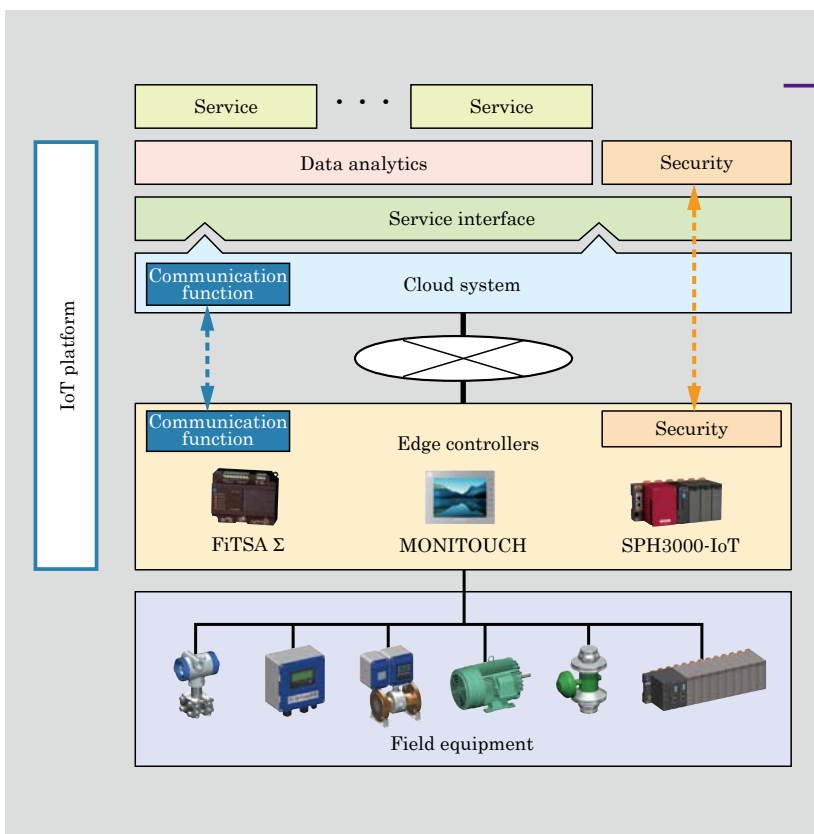 Service
· · ·
Service
Data analytics
Security
Service interface
Communication
function
Cloud system
IoT platform
Communication
function
Edge controllers
Security
FiTSA Σ
MONITOUCH
SPH3000-IoT
Field equipment